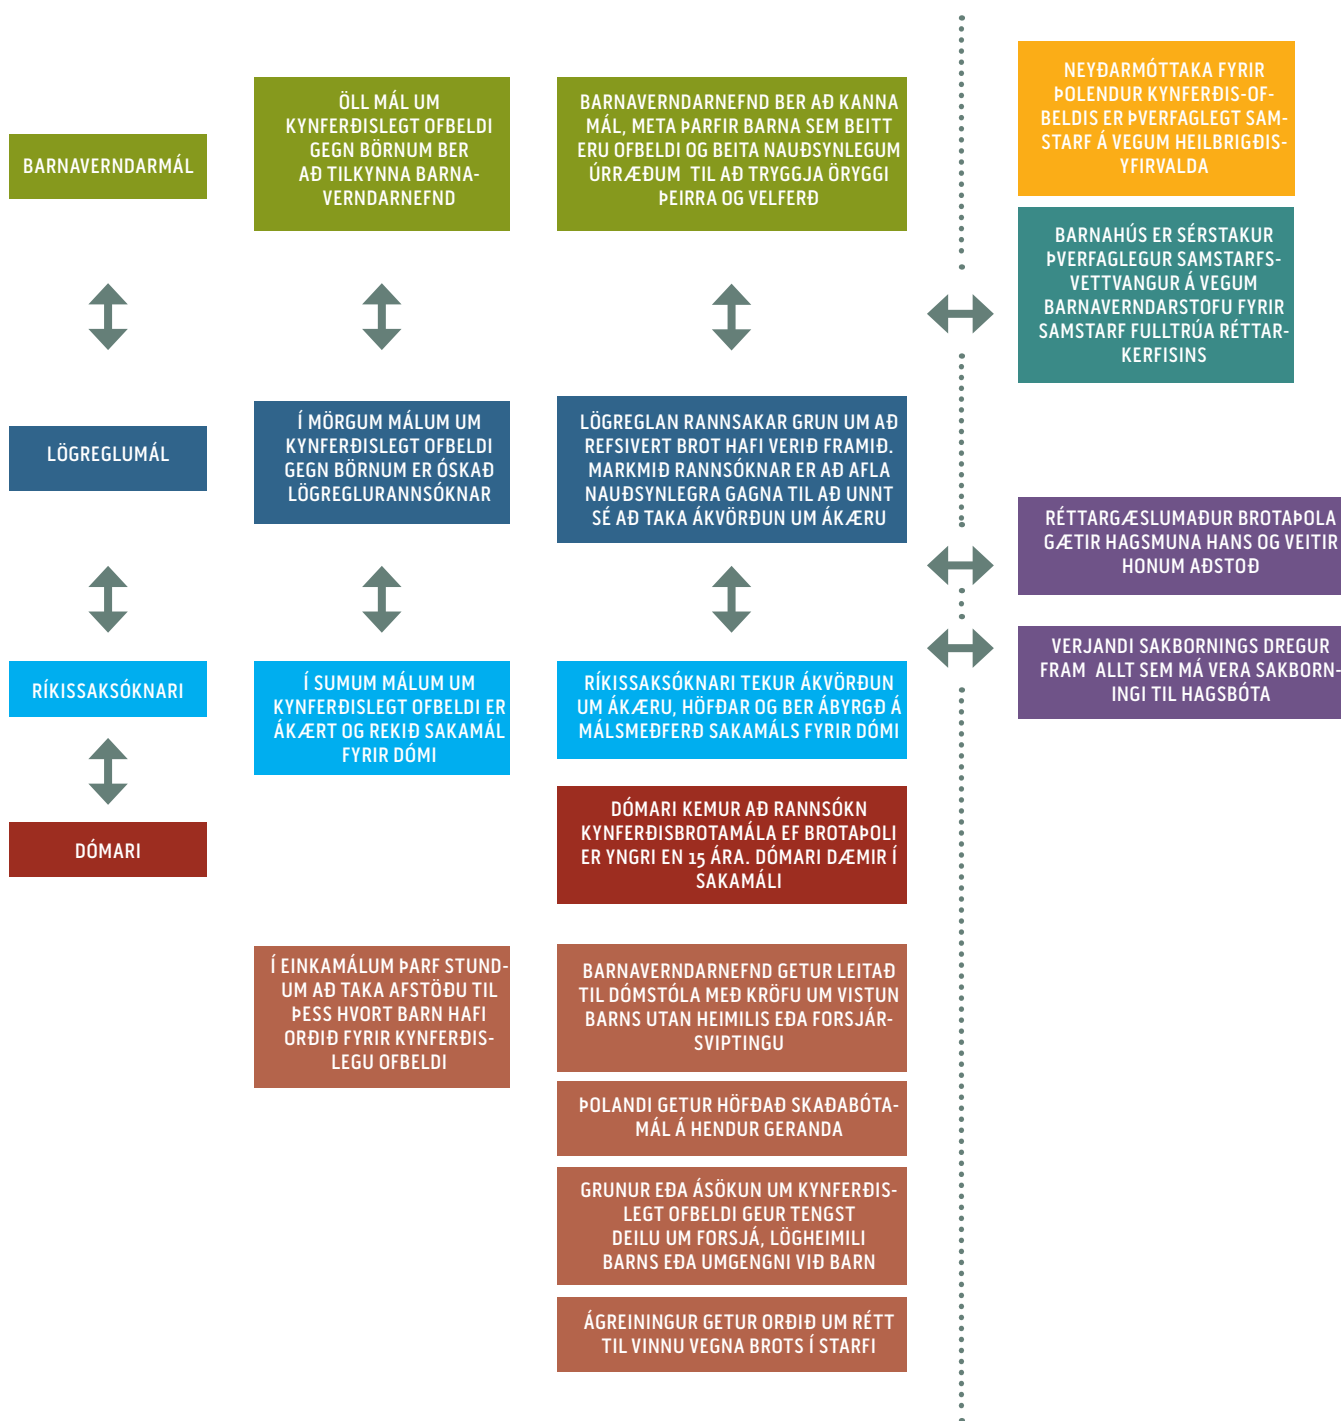 BARNAVERNDARMÁL
ÖLL MÁL UM
KYNFERÐISLEGT OFBELDI
GEGN BÖRNUM BER
AÐ TILKYNNA BARNA-
VERNDARNEFND
BARNAVERNDARNEFND BER AÐ KANNA
MÁL, META ÞARFIR BARNA SEM BEITT
ERU OFBELDI OG BEITA NAUÐSYNLEGUM
ÚRRÆÐUM TIL AÐ TRYGGJA ÖRYGGI
ÞEIRRA OG VELFERÐ
NEYÐARMÓTTAKA FYRIR
ÞOLENDUR KYNFERÐIS-OF-
BELDIS ER ÞVERFAGLEGT SAM-
STARF Á VEGUM HEILBRIGÐIS-
YFIRVALDA
BARNAHÚS ER SÉRSTAKUR
ÞVERFAGLEGUR SAMSTARFS-
VETTVANGUR Á VEGUM
BARNAVERNDARSTOFU FYRIR
SAMSTARF FULLTRÚA RÉTTAR-
KERFISINS
LÖGREGLUMÁL
Í MÖRGUM MÁLUM UM
KYNFERÐISLEGT OFBELDI
GEGN BÖRNUM ER ÓSKAÐ
LÖGREGLURANNSÓKNAR
LÖGREGLAN RANNSAKAR GRUN UM AÐ
REFSIVERT BROT HAFI VERIÐ FRAMIÐ.
MARKMIÐ RANNSÓKNAR ER AÐ AFLA
NAUÐSYNLEGRA GAGNA TIL AÐ UNNT
SÉ AÐ TAKA ÁKVÖRÐUN UM ÁKÆRU
RÉTTARGÆSLUMAÐUR BROTAÞOLA
GÆTIR HAGSMUNA HANS OG VEITIR
HONUM AÐSTOÐ
VERJANDI SAKBORNINGS DREGUR
FRAM ALLT SEM MÁ VERA SAKBORN-
INGI TIL HAGSBÓTA
RÍKISSAKSÓKNARI
Í SUMUM MÁLUM UM
KYNFERÐISLEGT OFBELDI ER
ÁKÆRT OG REKIÐ SAKAMÁL
FYRIR DÓMI
RÍKISSAKSÓKNARI TEKUR ÁKVÖRÐUN
UM ÁKÆRU, HÖFÐAR OG BER ÁBYRGÐ Á
MÁLSMEÐFERÐ SAKAMÁLS FYRIR DÓMI
DÓMARI
DÓMARI KEMUR AÐ RANNSÓKN
KYNFERÐISBROTAMÁLA EF BROTAÞOLI
ER YNGRI EN 15 ÁRA. DÓMARI DÆMIR Í
SAKAMÁLI
Í EINKAMÁLUM ÞARF STUND-
UM AÐ TAKA AFSTÖÐU TIL
ÞESS HVORT BARN HAFI
ORÐIÐ FYRIR KYNFERÐIS-
LEGU OFBELDI
BARNAVERNDARNEFND GETUR LEITAÐ
TIL DÓMSTÓLA MEÐ KRÖFU UM VISTUN
BARNS UTAN HEIMILIS EÐA FORSJÁR-
SVIPTINGU
ÞOLANDI GETUR HÖFÐAÐ SKAÐABÓTA-
MÁL Á HENDUR GERANDA
GRUNUR EÐA ÁSÖKUN UM KYNFERÐIS-
LEGT OFBELDI GEUR TENGST
DEILU UM FORSJÁ, LÖGHEIMILI
BARNS EÐA UMGENGNI VIÐ BARN
ÁGREININGUR GETUR ORÐIÐ UM RÉTT
TIL VINNU VEGNA BROTS Í STARFI